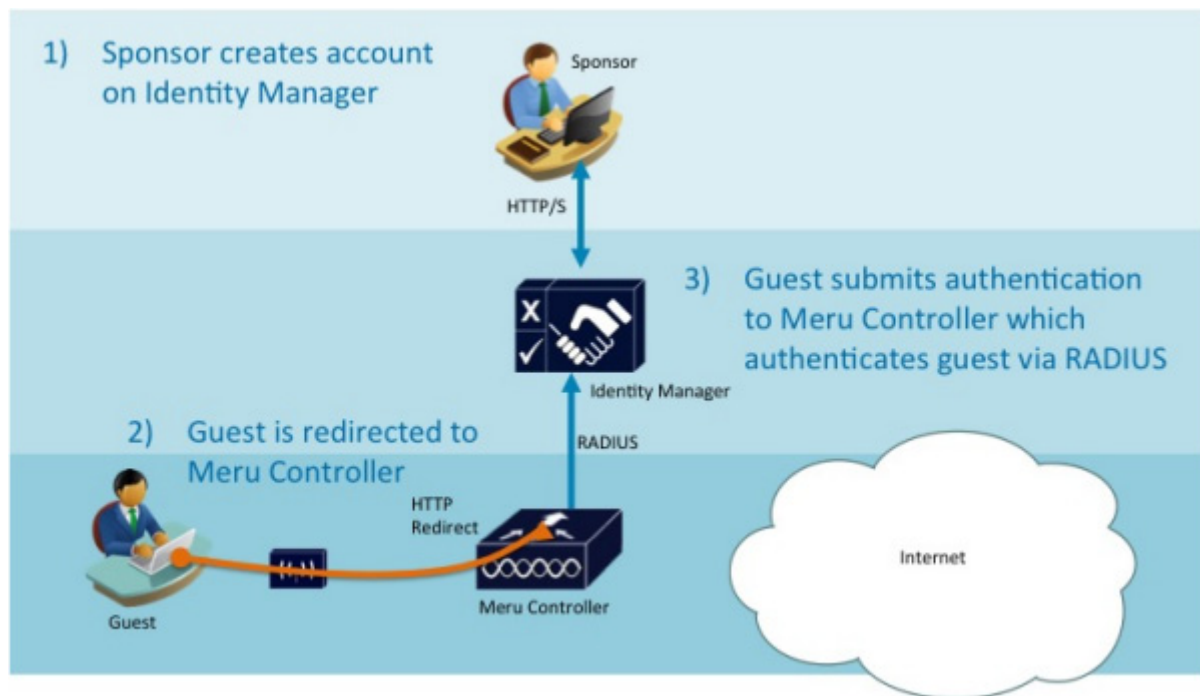 1) Sponsor creates account
on Identity Manager
Sponsor
HTTP/S
3) Guest submits authentication
to Meru Controller which
authenticates guest via RADIUS
X
Identity Manager
2) Guest is redirected to
Meru Controller
RADIUS
HTTP
Redirect
Internet
Meru Controller
Guest